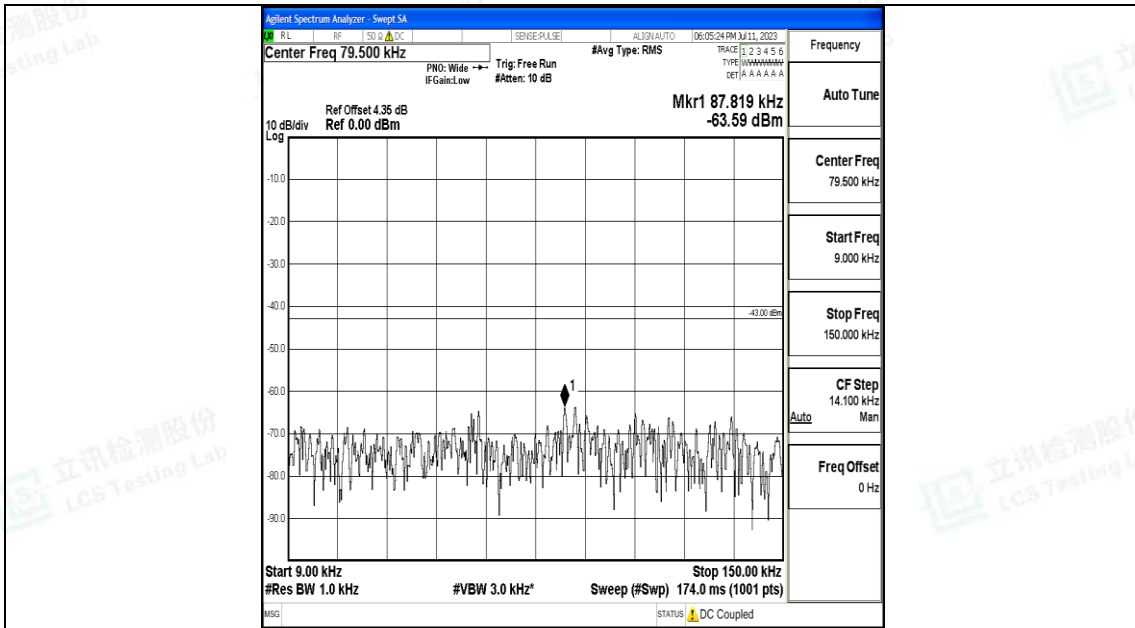 Agilent Spectrum Analyzer - Swept SA
RL RF 50 Ω DC SENSE:PULSE ALIGN AUTO 06:05:24 PM Jul 11, 2023
Center Freq 79.500 kHz
PNO: Wide
IFGain:Low
Trig: Free Run
#Atten: 10 dB
#Avg Type: RMS
TRACE 1 2 3 4 5 6
TYPE
DET A A A A A A
Ref Offset 4.35 dB
Ref 0.00 dBm
10 dB/div
Log
Mkr1 87.819 kHz
-63.59 dBm
-10.0
-20.0
-30.0
-40.0
-43.00 dBm
-50.0
-60.0
1
-70.0
-80.0
-90.0
Start 9.00 kHz
Stop 150.00 kHz
#Res BW 1.0 kHz
#VBW 3.0 kHz*
Sweep (#Swp) 174.0 ms (1001 pts)
MSG
STATUS DC Coupled
Frequency
Auto Tune
Center Freq
79.500 kHz
Start Freq
9.000 kHz
Stop Freq
150.000 kHz
CF Step
14.100 kHz
Auto Man
Freq Offset
0 Hz
立讯检测股份
LCS Testing Lab